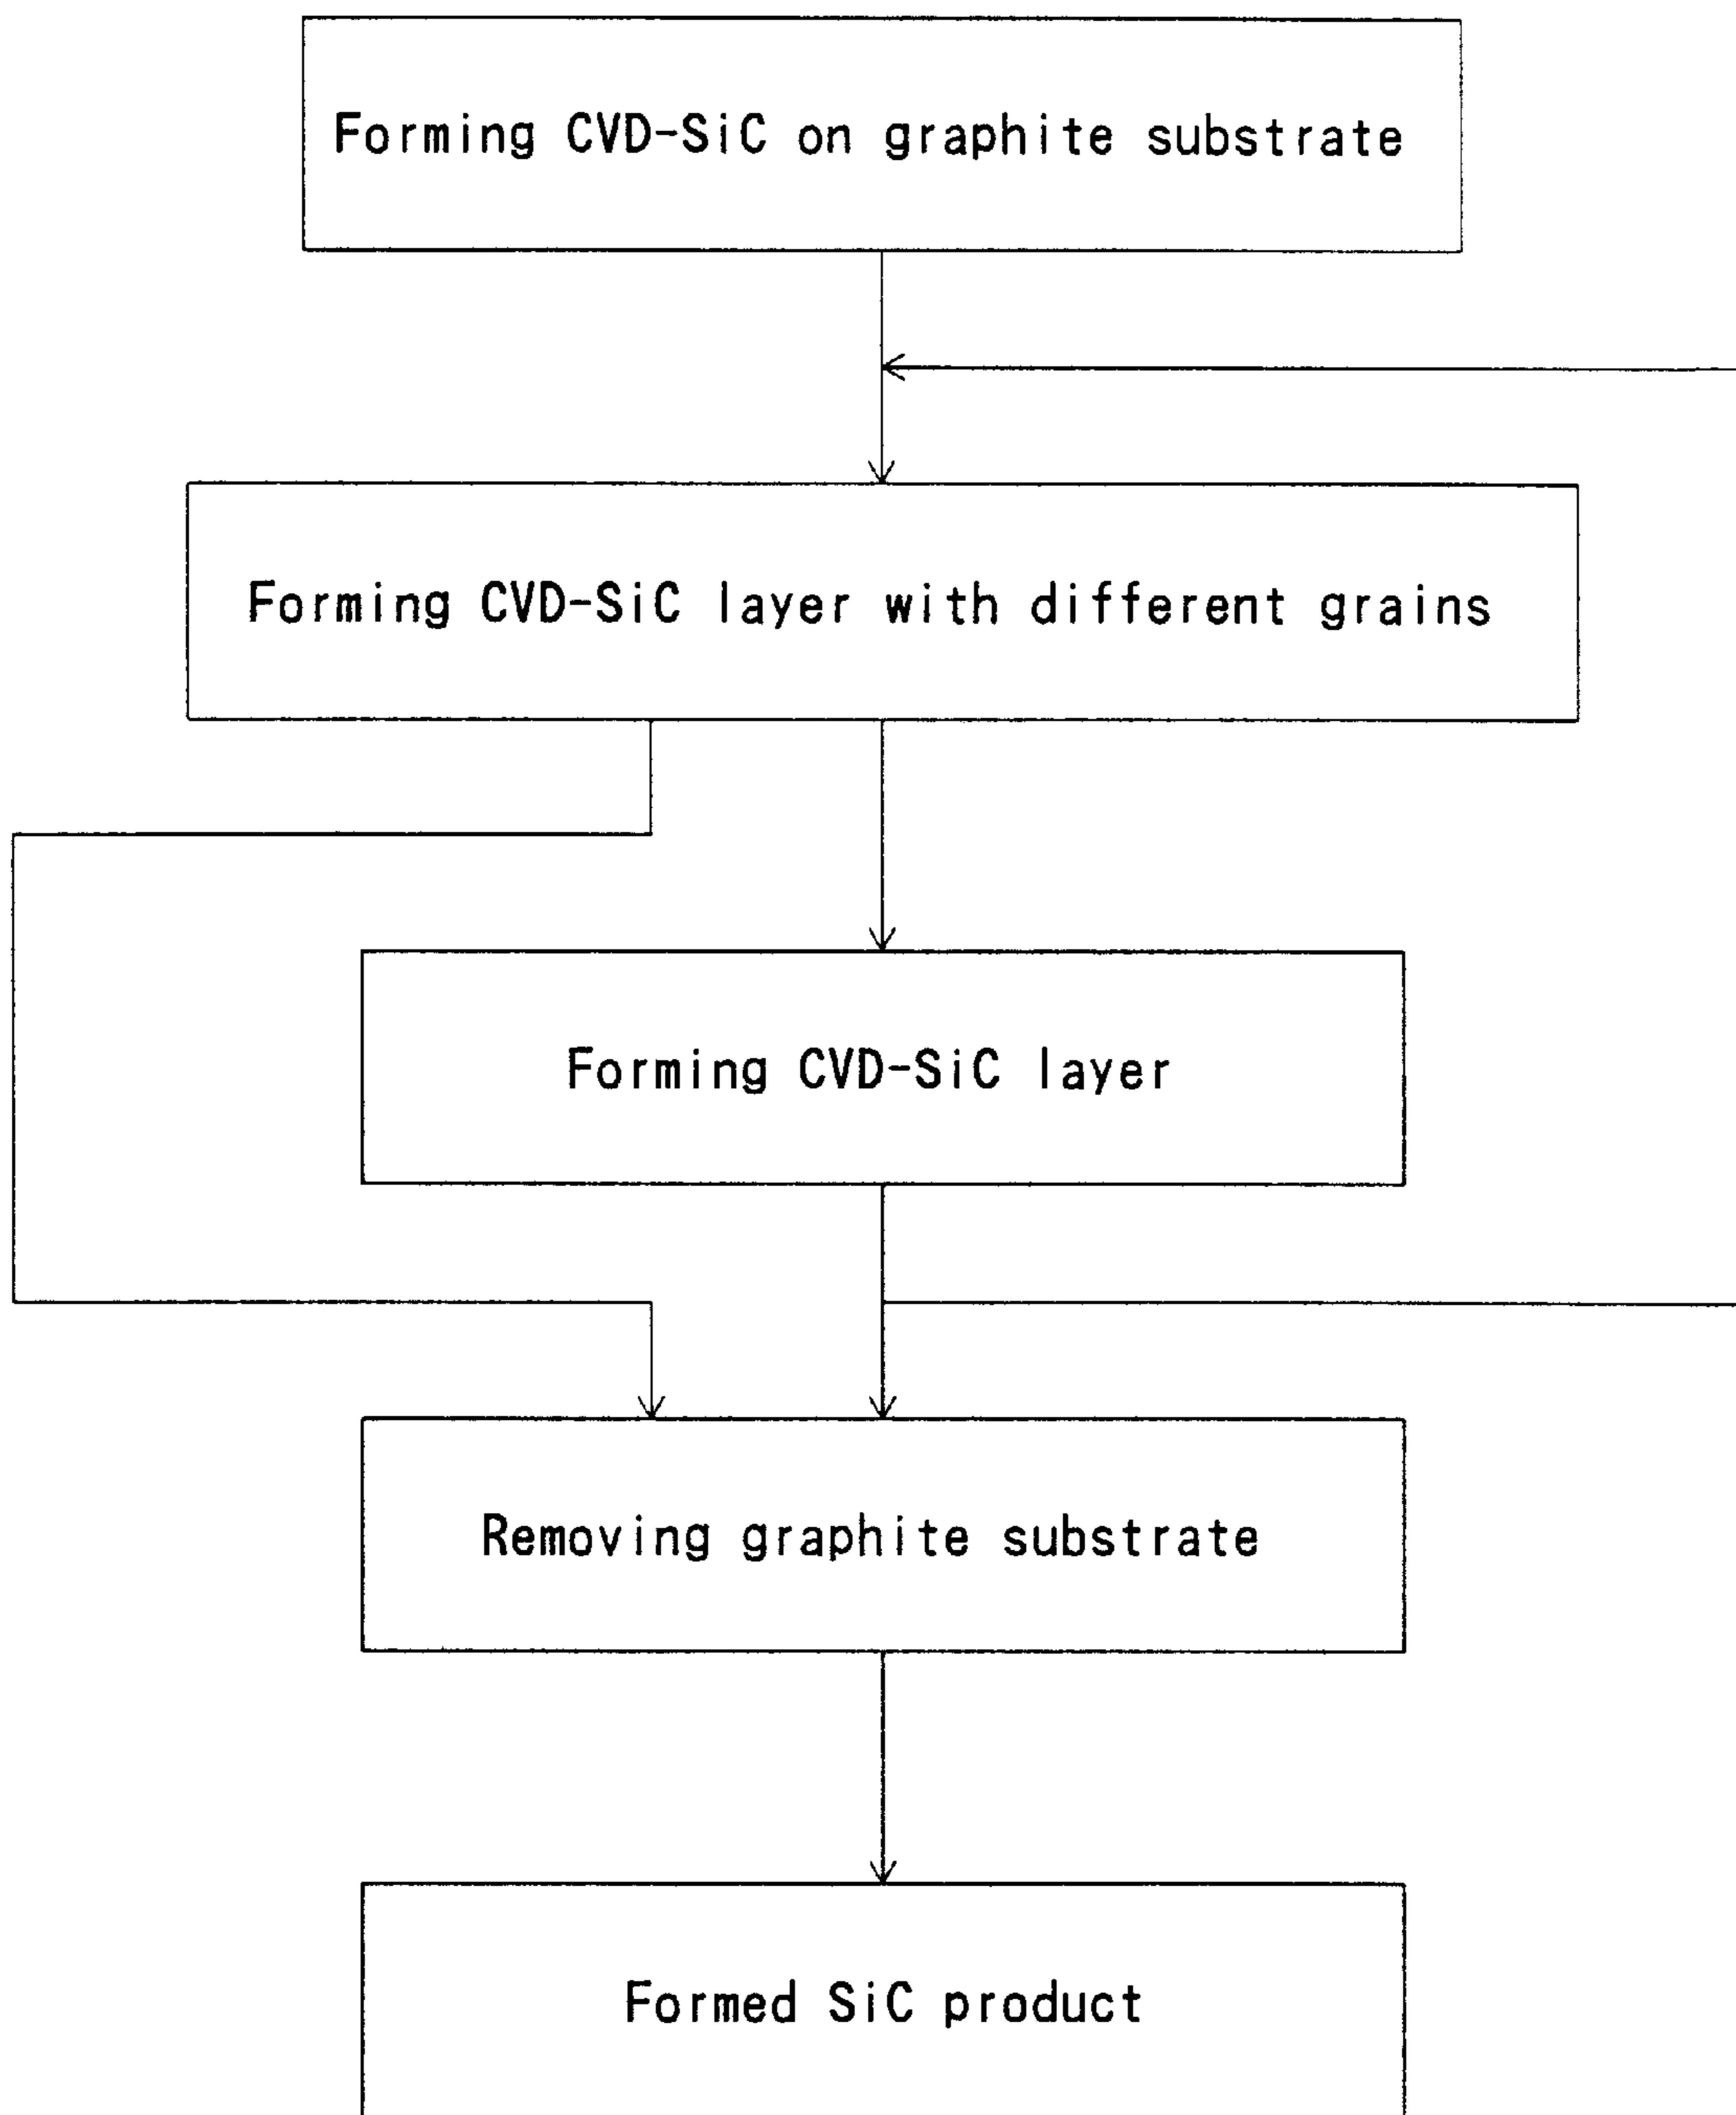 Forming CVD-SiC on graphite substrate
Forming CVD-SiC layer with different grains
Forming CVD-SiC layer
Removing graphite substrate
Formed SiC product